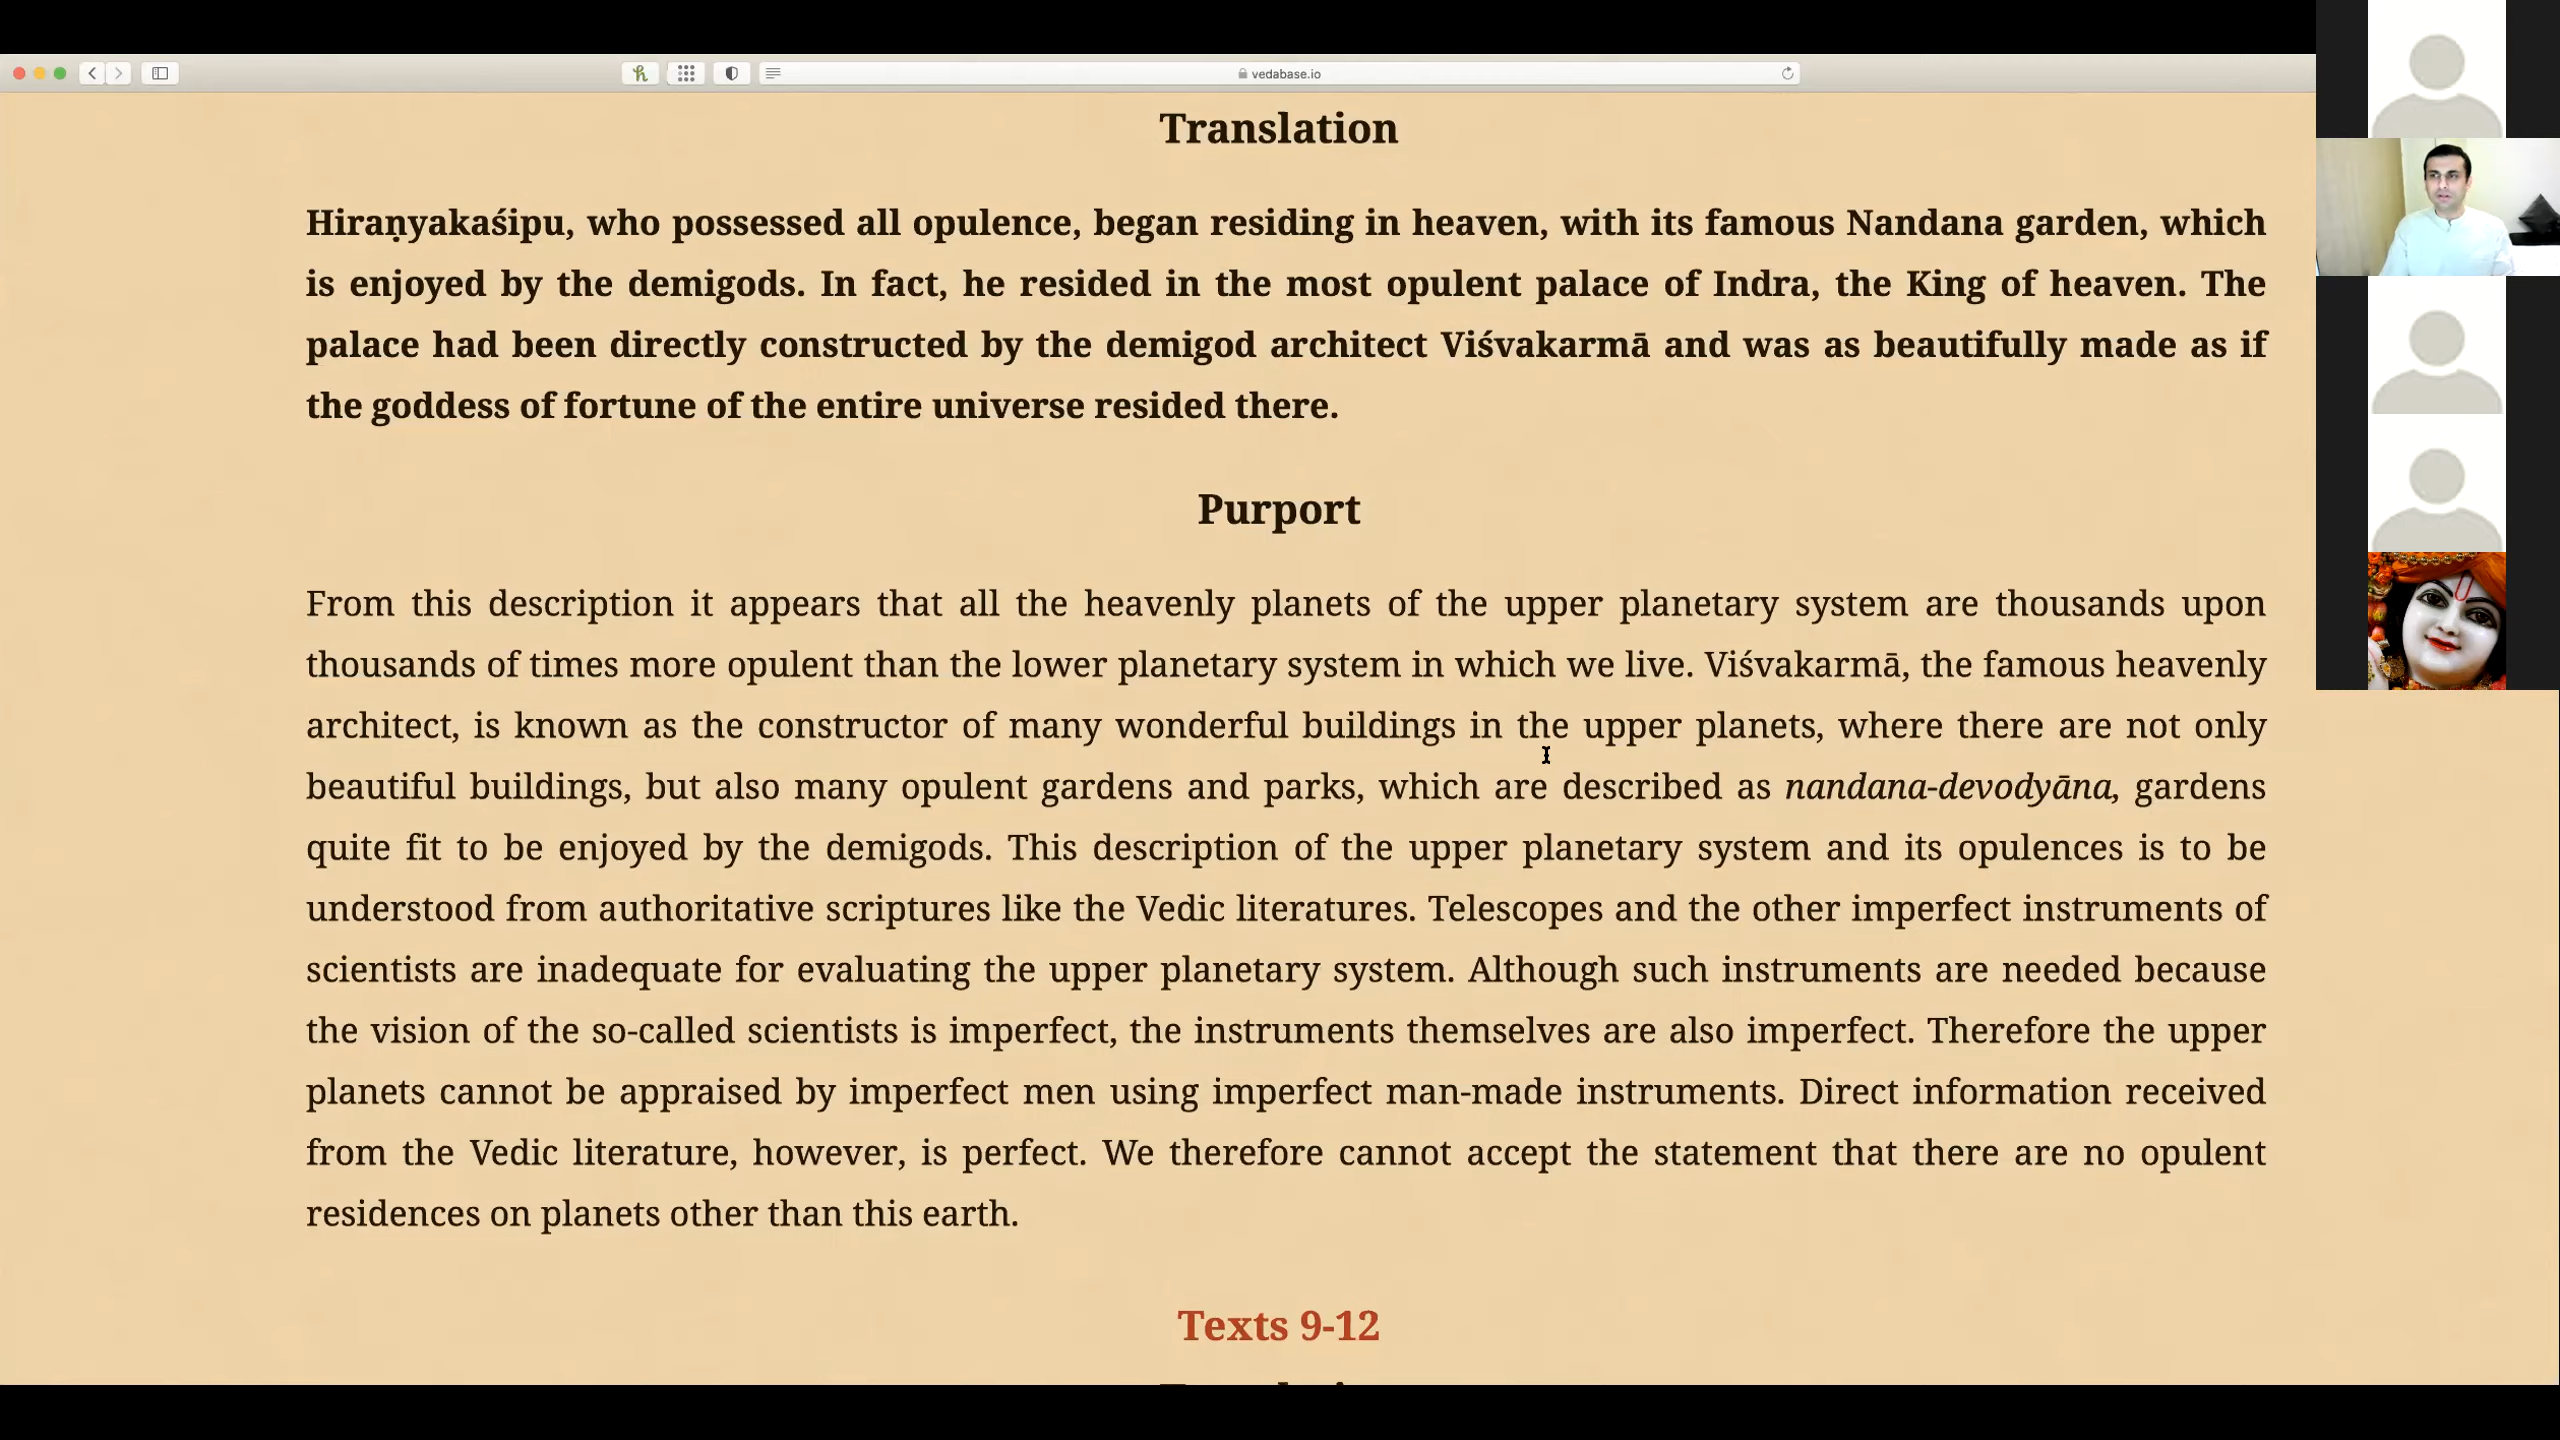 vedabase.io
Translation
Hiraṇyakaśipu, who possessed all opulence, began residing in heaven, with its famous Nandana garden, which
is enjoyed by the demigods. In fact, he resided in the most opulent palace of Indra, the King of heaven. The
palace had been directly constructed by the demigod architect Viśvakarmā and was as beautifully made as if
the goddess of fortune of the entire universe resided there.
Purport
From this description it appears that all the heavenly planets of the upper planetary system are thousands upon
thousands of times more opulent than the lower planetary system in which we live. Viśvakarmā, the famous heavenly
architect, is known as the constructor of many wonderful buildings in the upper planets, where there are not only
beautiful buildings, but also many opulent gardens and parks, which are described as nandana-devodyāna, gardens
quite fit to be enjoyed by the demigods. This description of the upper planetary system and its opulences is to be
understood from authoritative scriptures like the Vedic literatures. Telescopes and the other imperfect instruments of
scientists are inadequate for evaluating the upper planetary system. Although such instruments are needed because
the vision of the so-called scientists is imperfect, the instruments themselves are also imperfect. Therefore the upper
planets cannot be appraised by imperfect men using imperfect man-made instruments. Direct information received
from the Vedic literature, however, is perfect. We therefore cannot accept the statement that there are no opulent
residences on planets other than this earth.
Texts 9-12